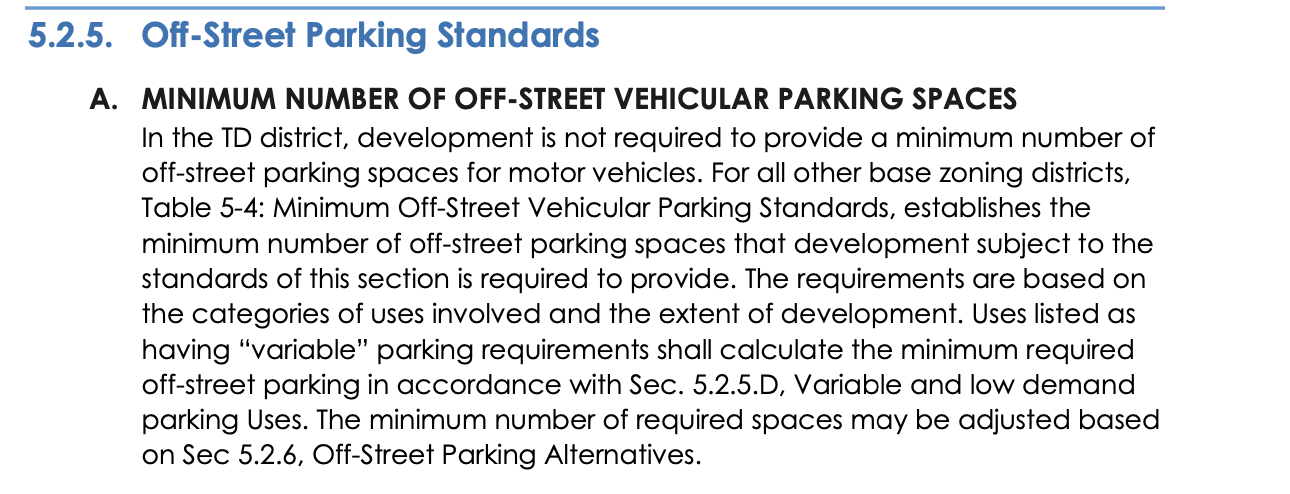 5.2.5. Off-Street Parking Standards
A. MINIMUM NUMBER OF OFF-STREET VEHICULAR PARKING SPACES
In the TD district, development is not required to provide a minimum number of
off-street parking spaces for motor vehicles. For all other base zoning districts,
Table 5-4: Minimum Off-Street Vehicular Parking Standards, establishes the
minimum number of off-street parking spaces that development subject to the
standards of this section is required to provide. The requirements are based on
the categories of uses involved and the extent of development. Uses listed as
having “variable” parking requirements shall calculate the minimum required
off-street parking in accordance with Sec. 5.2.5.D, Variable and low demand
parking Uses. The minimum number of required spaces may be adjusted based
on Sec 5.2.6, Off-Street Parking Alternatives.